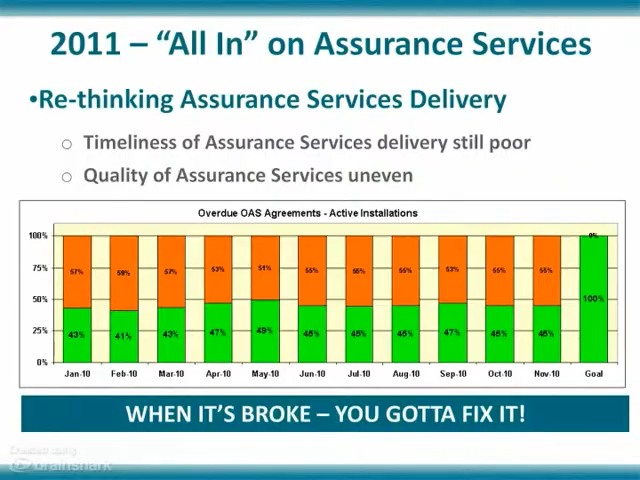 2011 – “All In” on Assurance Services
•Re-thinking Assurance Services Delivery
o Timeliness of Assurance Services delivery still poor
o Quality of Assurance Services uneven
Overdue OAS Agreements - Active Installations
100%
75%
50%
25%
0%
57% 59% 57% 53% 51% 55% 55% 55% 53% 55% 55% 0%
43% 41% 43% 47% 49% 45% 45% 45% 47% 45% 45% 100%
Jan-10 Feb-10 Mar-10 Apr-10 May-10 Jun-10 Jul-10 Aug-10 Sep-10 Oct-10 Nov-10 Goal
WHEN IT’S BROKE – YOU GOTTA FIX IT!
Created using
brainshark